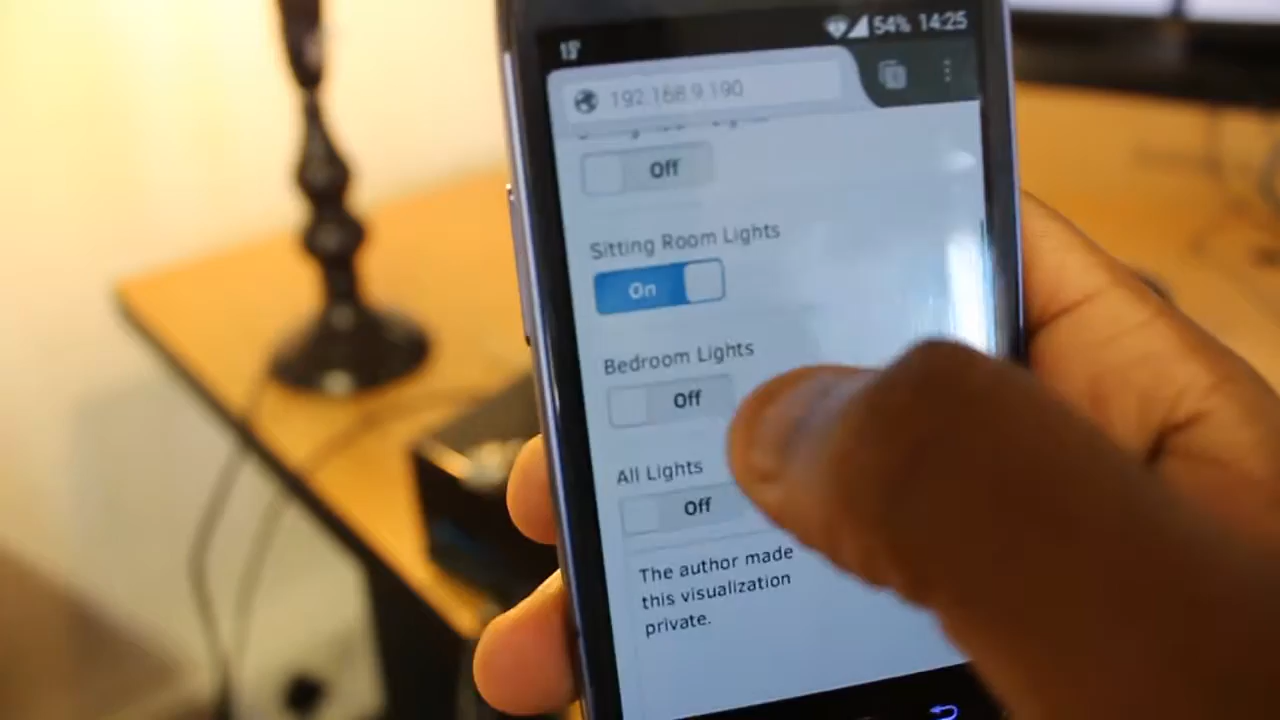 54% 14:25
192.168.9.190
Off
Sitting Room Lights
On
Bedroom Lights
Off
All Lights
Off
The author made
this visualization
private.